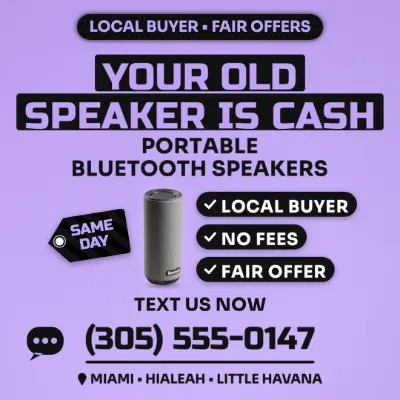 LOCAL BUYER • FAIR OFFERS
YOUR OLD
SPEAKER IS CASH
PORTABLE
BLUETOOTH SPEAKERS
SAME
DAY
✓ LOCAL BUYER
✓ NO FEES
✓ FAIR OFFER
TEXT US NOW
(305) 555-0147
MIAMI • HIALEAH • LITTLE HAVANA